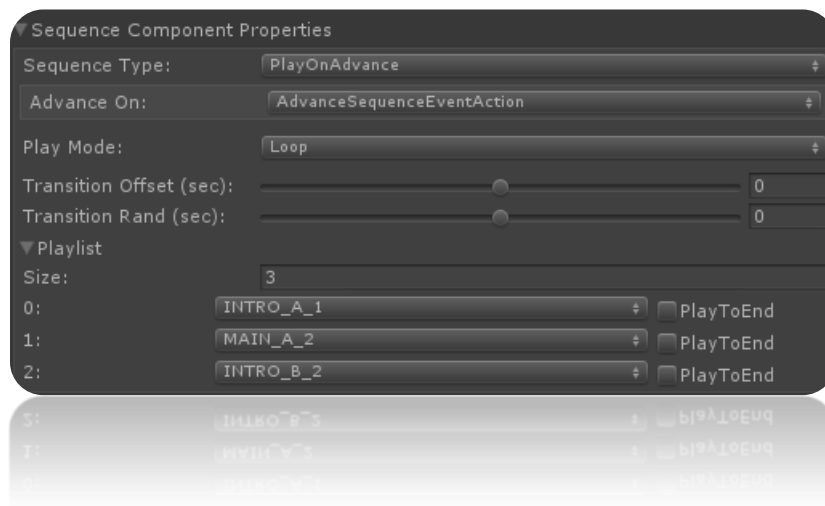 Sequence Component Properties
Sequence Type: PlayOnAdvance
Advance On: AdvanceSequenceEventAction
Play Mode: Loop
Transition Offset (sec): 0
Transition Rand (sec): 0
Playlist
Size: 3
0: INTRO_A_1 PlayToEnd
1: MAIN_A_2 PlayToEnd
2: INTRO_B_2 PlayToEnd